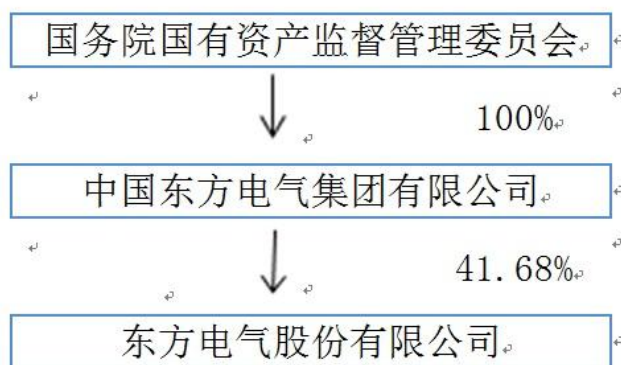 国务院国有资产监督管理委员会
100%
中国东方电气集团有限公司
41.68%
东方电气股份有限公司